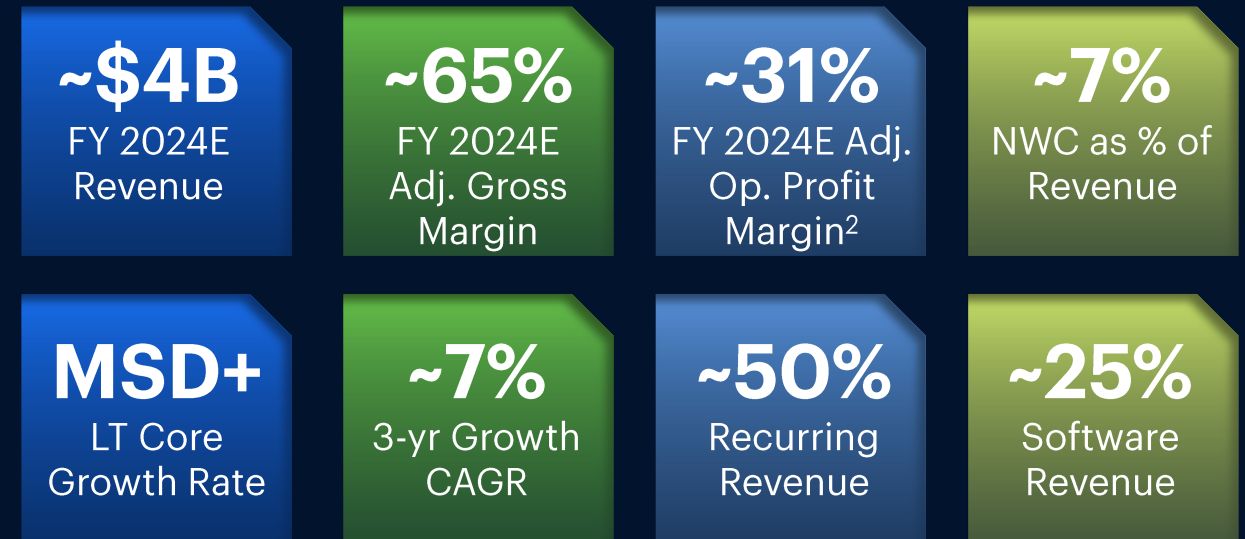 ~$4B
FY 2024E
Revenue
~65%
FY 2024E
Adj. Gross
Margin
~31%
FY 2024E Adj.
Op. Profit
Margin²
~7%
NWC as % of
Revenue
MSD+
LT Core
Growth Rate
~7%
3-yr Growth
CAGR
~50%
Recurring
Revenue
~25%
Software
Revenue